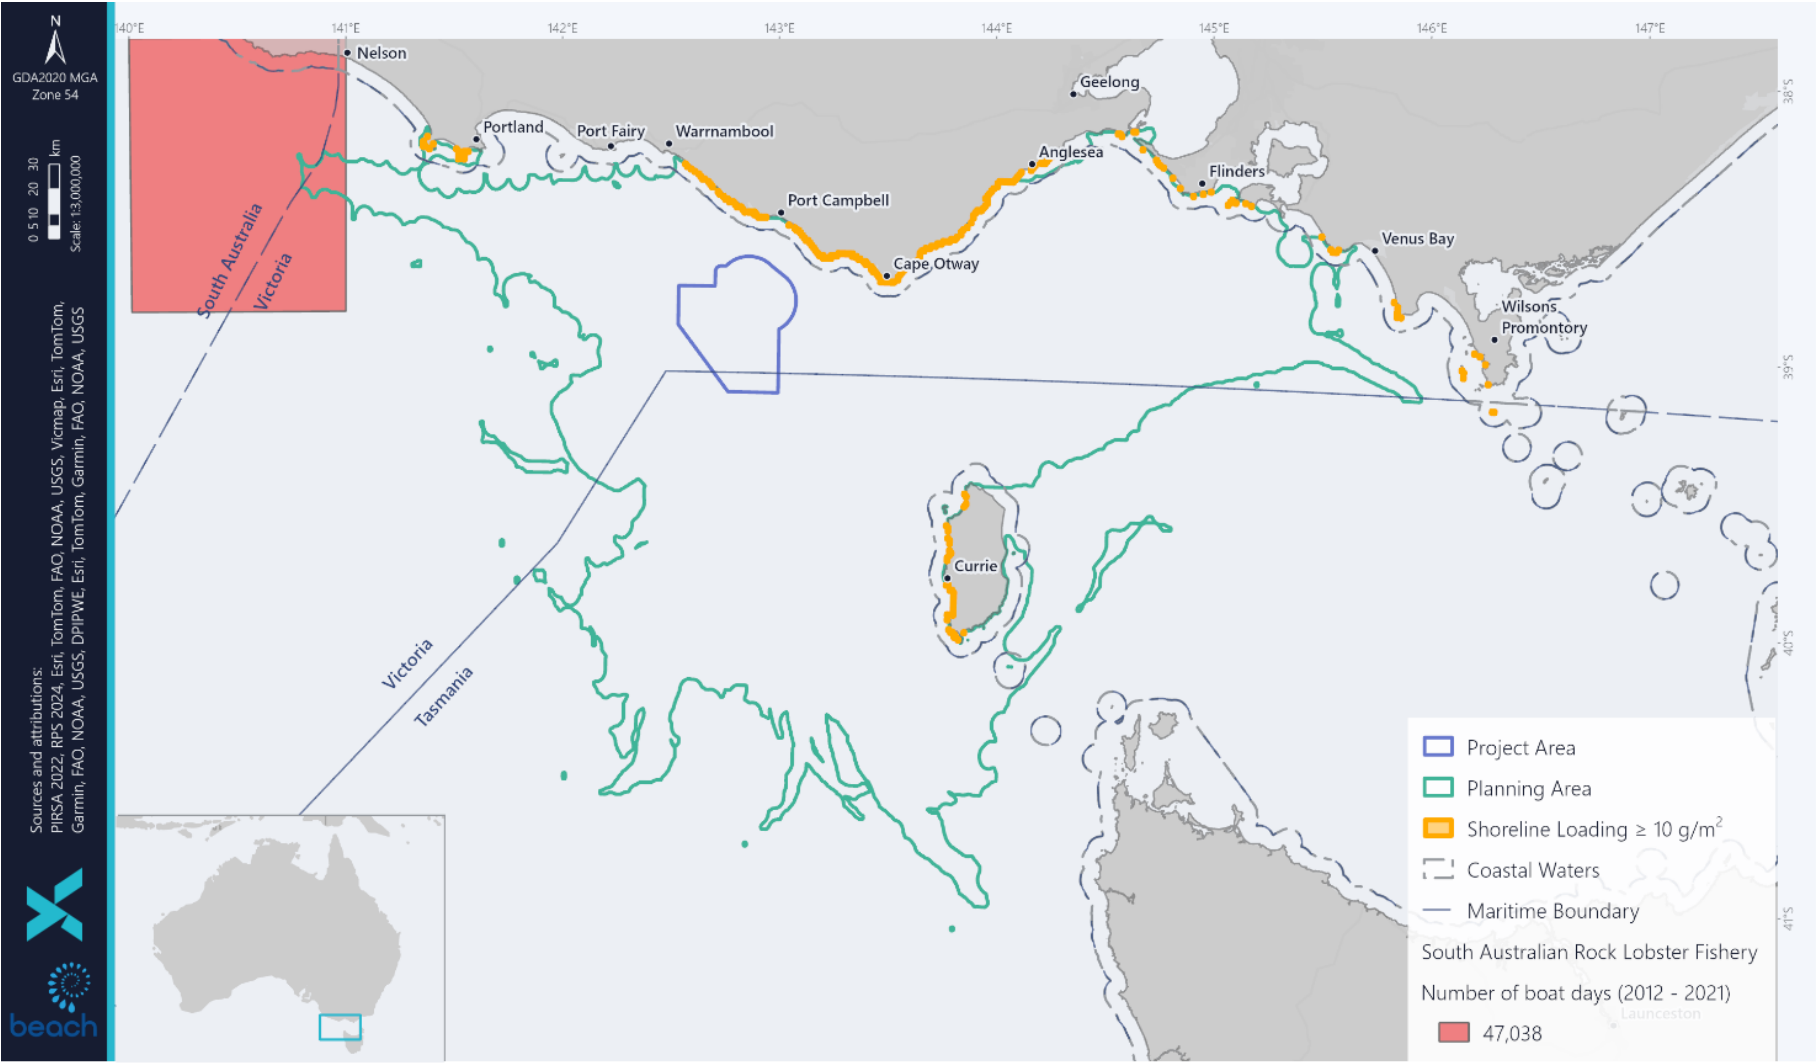 N
GDA2020 MGA
Zone 54
0 5 10 20 30 km
Scale: 1:3,000,000
Sources and attributions:
PIRSA 2022, RPS 2024, Esri, TomTom, FAO, NOAA, USGS, Vicmap, Esri, TomTom,
Garmin, FAO, NOAA, USGS, DPIPWE, Esri, TomTom, Garmin, FAO, NOAA, USGS
beach
140°E 141°E 142°E 143°E 144°E 145°E 146°E 147°E
38°S
39°S
40°S
41°S
Nelson
Portland
Port Fairy
Warrnambool
Geelong
Anglesea
Flinders
Port Campbell
Cape Otway
Venus Bay
Wilsons
Promontory
South Australia
Victoria
Currie
Victoria
Tasmania
Project Area
Planning Area
Shoreline Loading ≥ 10 g/m²
Coastal Waters
Maritime Boundary
South Australian Rock Lobster Fishery
Number of boat days (2012 - 2021)
Launceston
47,038